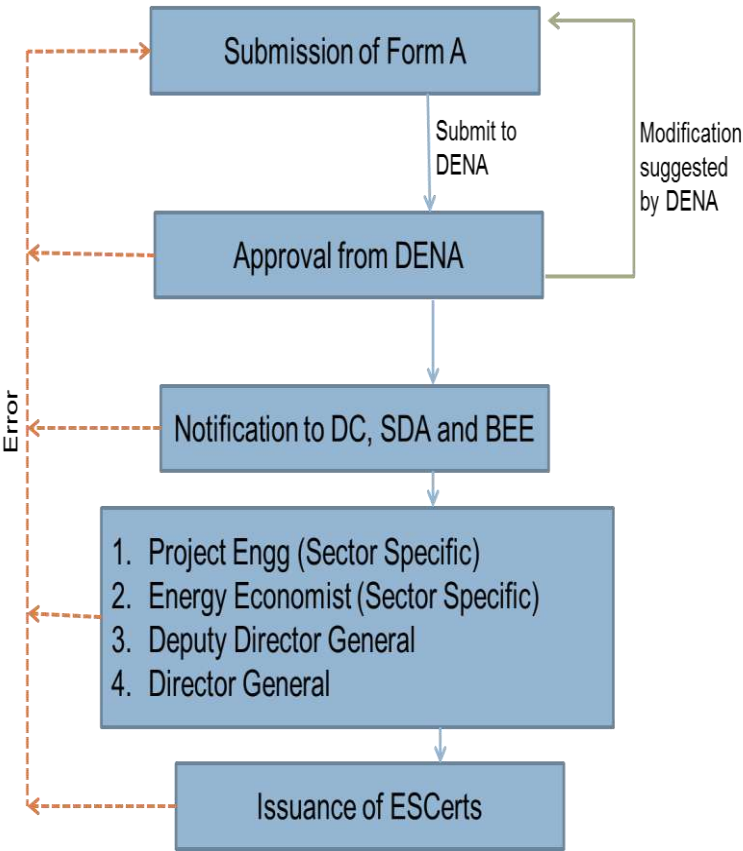 Submission of Form A
Submit to
DENA
Modification
suggested
by DENA
Approval from DENA
Error
Notification to DC, SDA and BEE
1. Project Engg (Sector Specific)
2. Energy Economist (Sector Specific)
3. Deputy Director General
4. Director General
Issuance of ESCerts